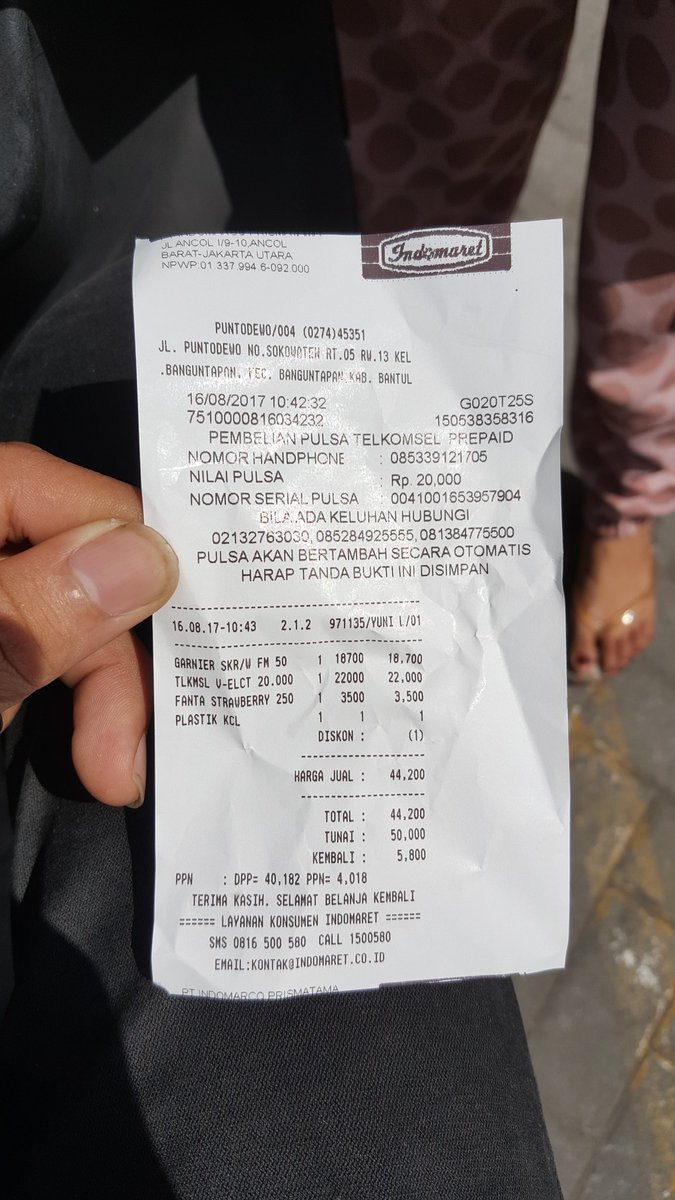 JL.ANCOL I/9-10,ANCOL
BARAT-JAKARTA UTARA
NPWP:01.337.994.6-092.000
Indomaret
PUNTODEWO/004 (0274)45351
JL. PUNTODEWO NO.SOKOWATEN RT.05 RW.13 KEL
.BANGUNTAPAN, KEC. BANGUNTAPAN,KAB. BANTUL
16/08/2017 10:42:32 G020T25S
7510000816034232 150538358316
PEMBELIAN PULSA TELKOMSEL PREPAID
NOMOR HANDPHONE : 085339121705
NILAI PULSA : Rp. 20,000
NOMOR SERIAL PULSA : 0041001653957904
BILA ADA KELUHAN HUBUNGI
02132763030, 085284925555, 081384775500
PULSA AKAN BERTAMBAH SECARA OTOMATIS
HARAP TANDA BUKTI INI DISIMPAN
16.08.17-10:43 2.1.2 971135/YUNI L/01
GARNIER SKR/W FM 50 1 18700 18,700
TLKMSL V-ELCT 20.000 1 22000 22,000
FANTA STRAWBERRY 250 1 3500 3,500
PLASTIK KCL 1 1 1
DISKON : (1)
HARGA JUAL : 44,200
TOTAL : 44,200
TUNAI : 50,000
KEMBALI : 5,800
PPN : DPP= 40,182 PPN= 4,018
TERIMA KASIH. SELAMAT BELANJA KEMBALI
====== LAYANAN KONSUMEN INDOMARET ======
SMS 0816 500 580 CALL 1500580
EMAIL:KONTAK@INDOMARET.CO.ID
PT.INDOMARCO PRISMATAMA